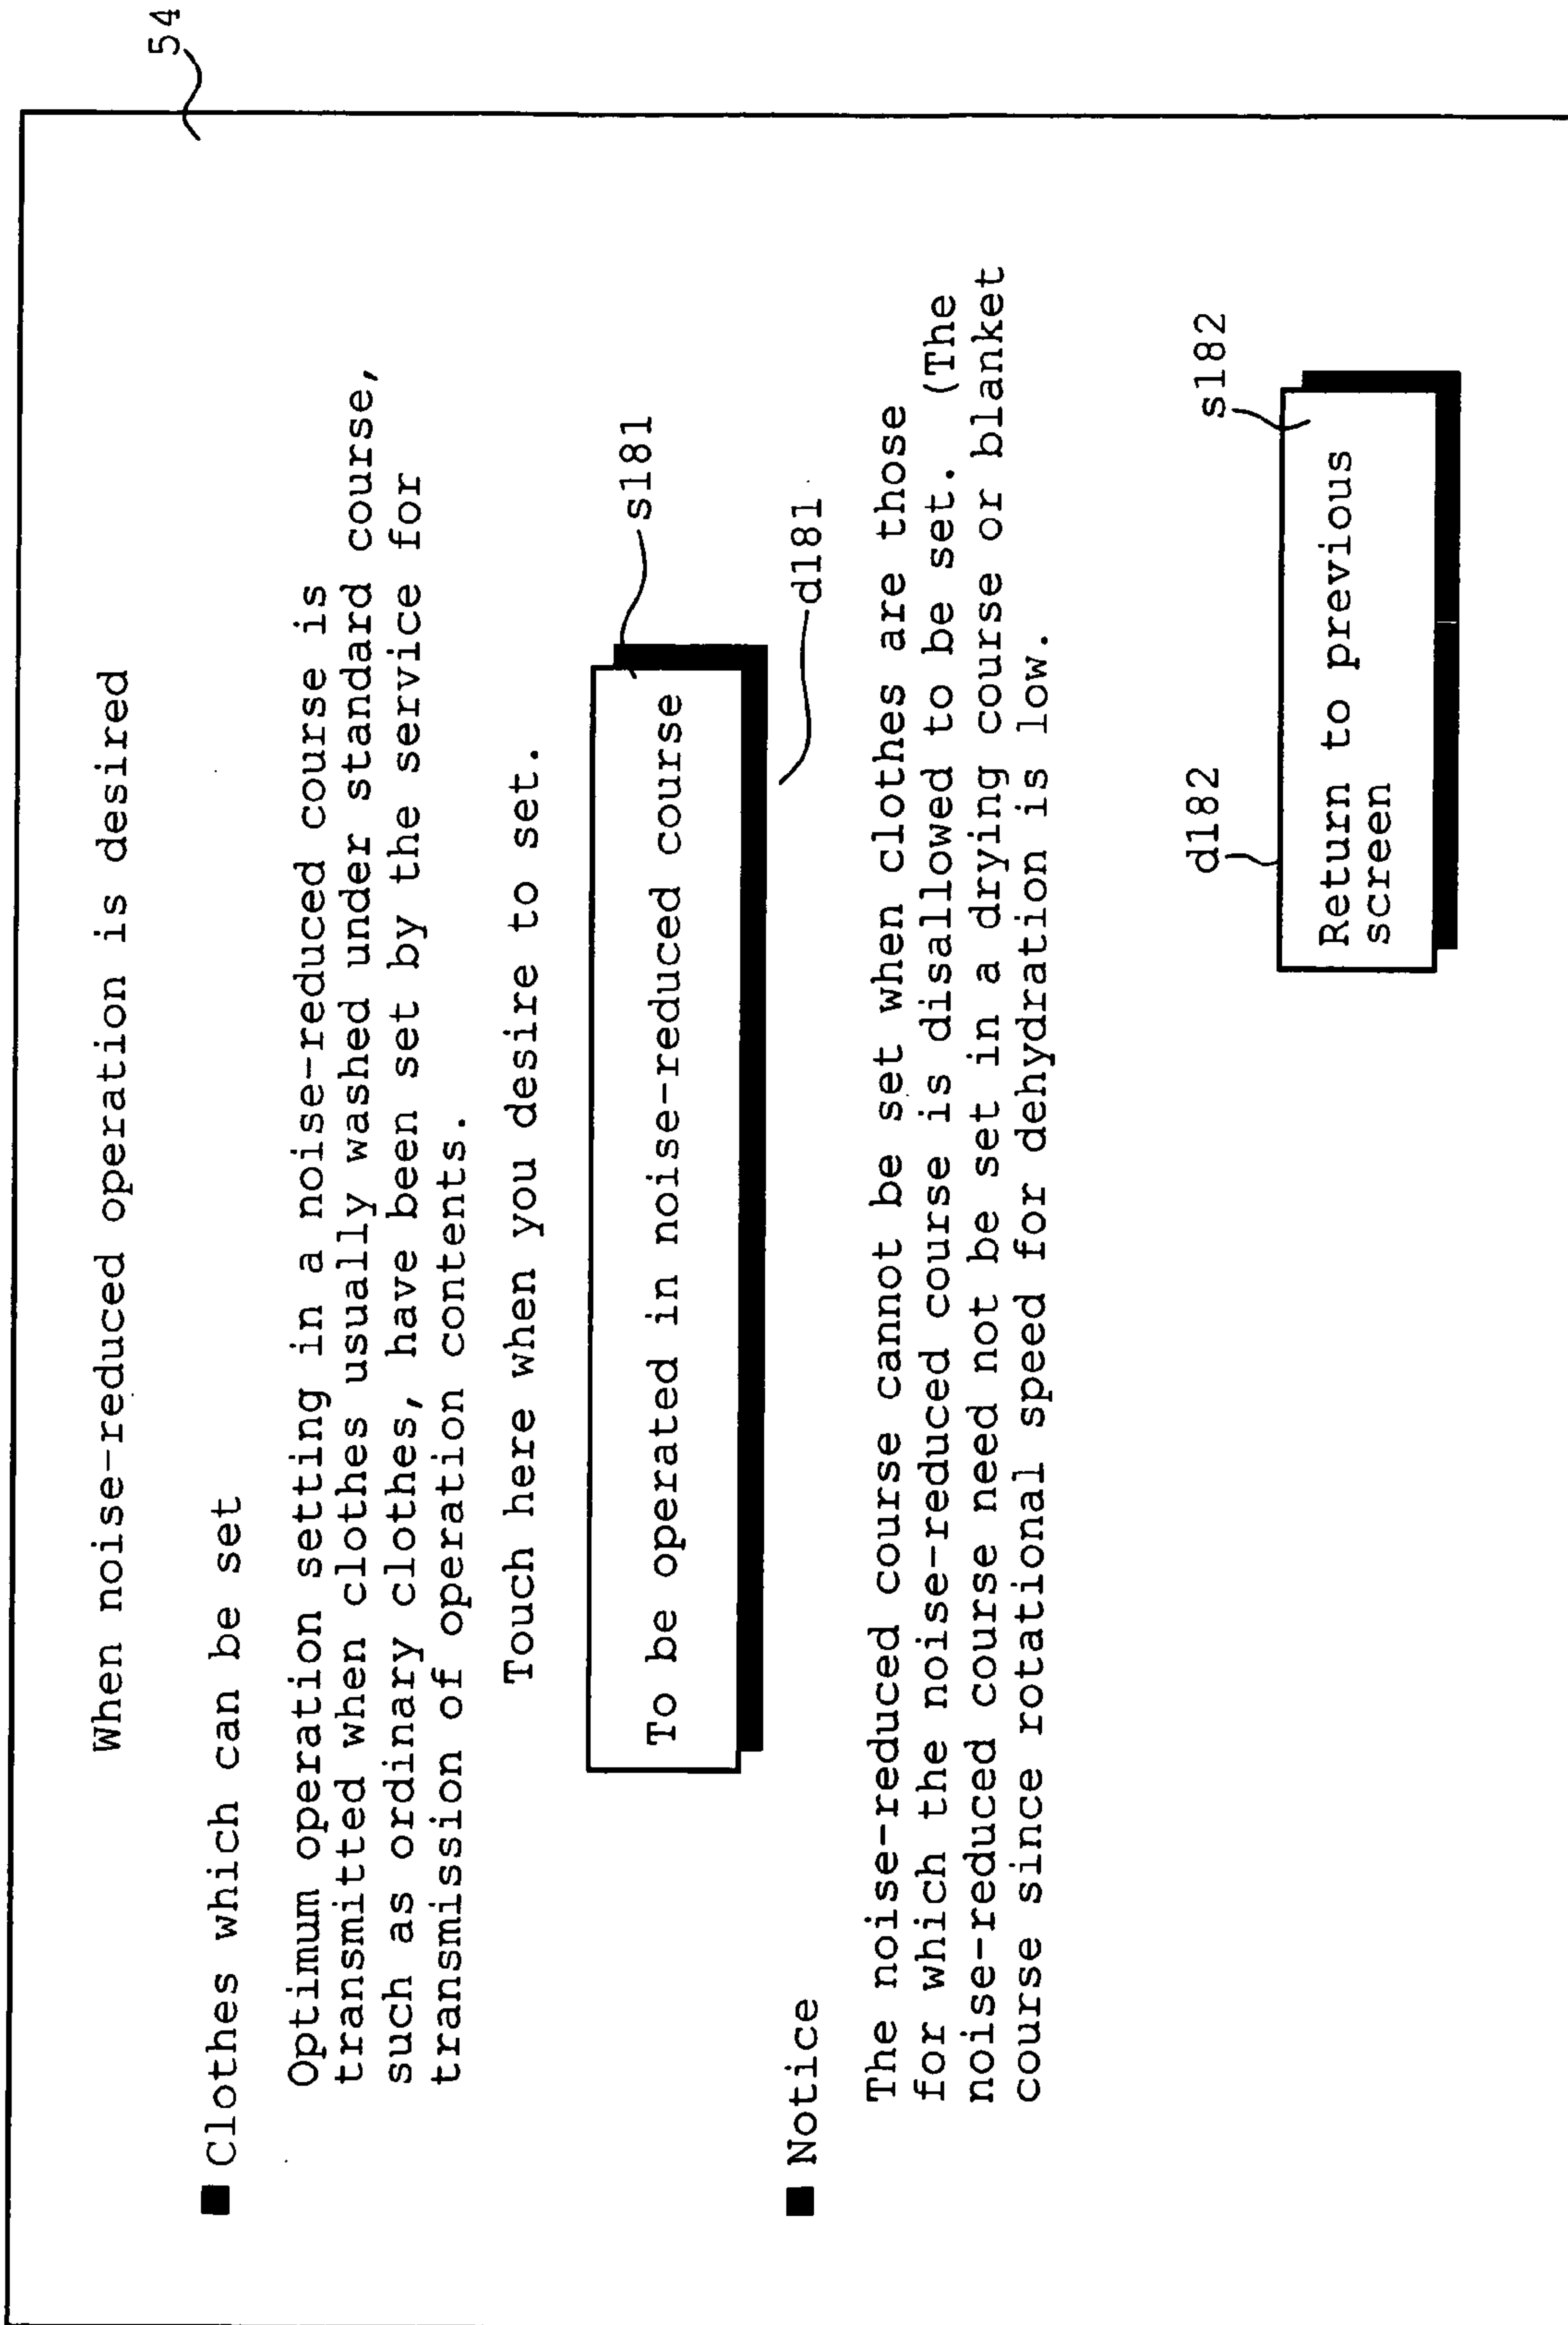 54
When noise-reduced operation is desired
■ Clothes which can be set
Optimum operation setting in a noise-reduced course is
transmitted when clothes usually washed under standard course,
such as ordinary clothes, have been set by the service for
transmission of operation contents.
Touch here when you desire to set.
To be operated in noise-reduced course
s181
d181
■ Notice
The noise-reduced course cannot be set when clothes are those
for which the noise-reduced course is disallowed to be set. (The
noise-reduced course need not be set in a drying course or blanket
course since rotational speed for dehydration is low.
d182
s182
Return to previous
screen